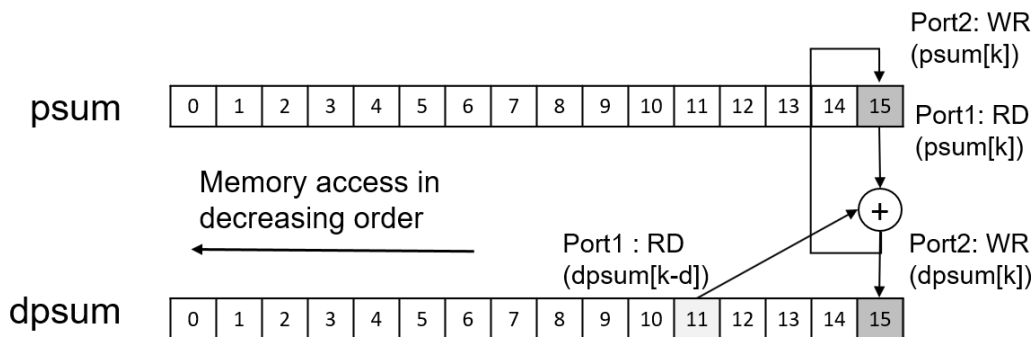 Port2: WR
(psum[k])
psum
0 1 2 3 4 5 6 7 8 9 10 11 12 13 14 15
Port1: RD
(psum[k])
Memory access in
decreasing order
+
Port1 : RD
(dpsum[k-d])
Port2: WR
(dpsum[k])
dpsum
0 1 2 3 4 5 6 7 8 9 10 11 12 13 14 15